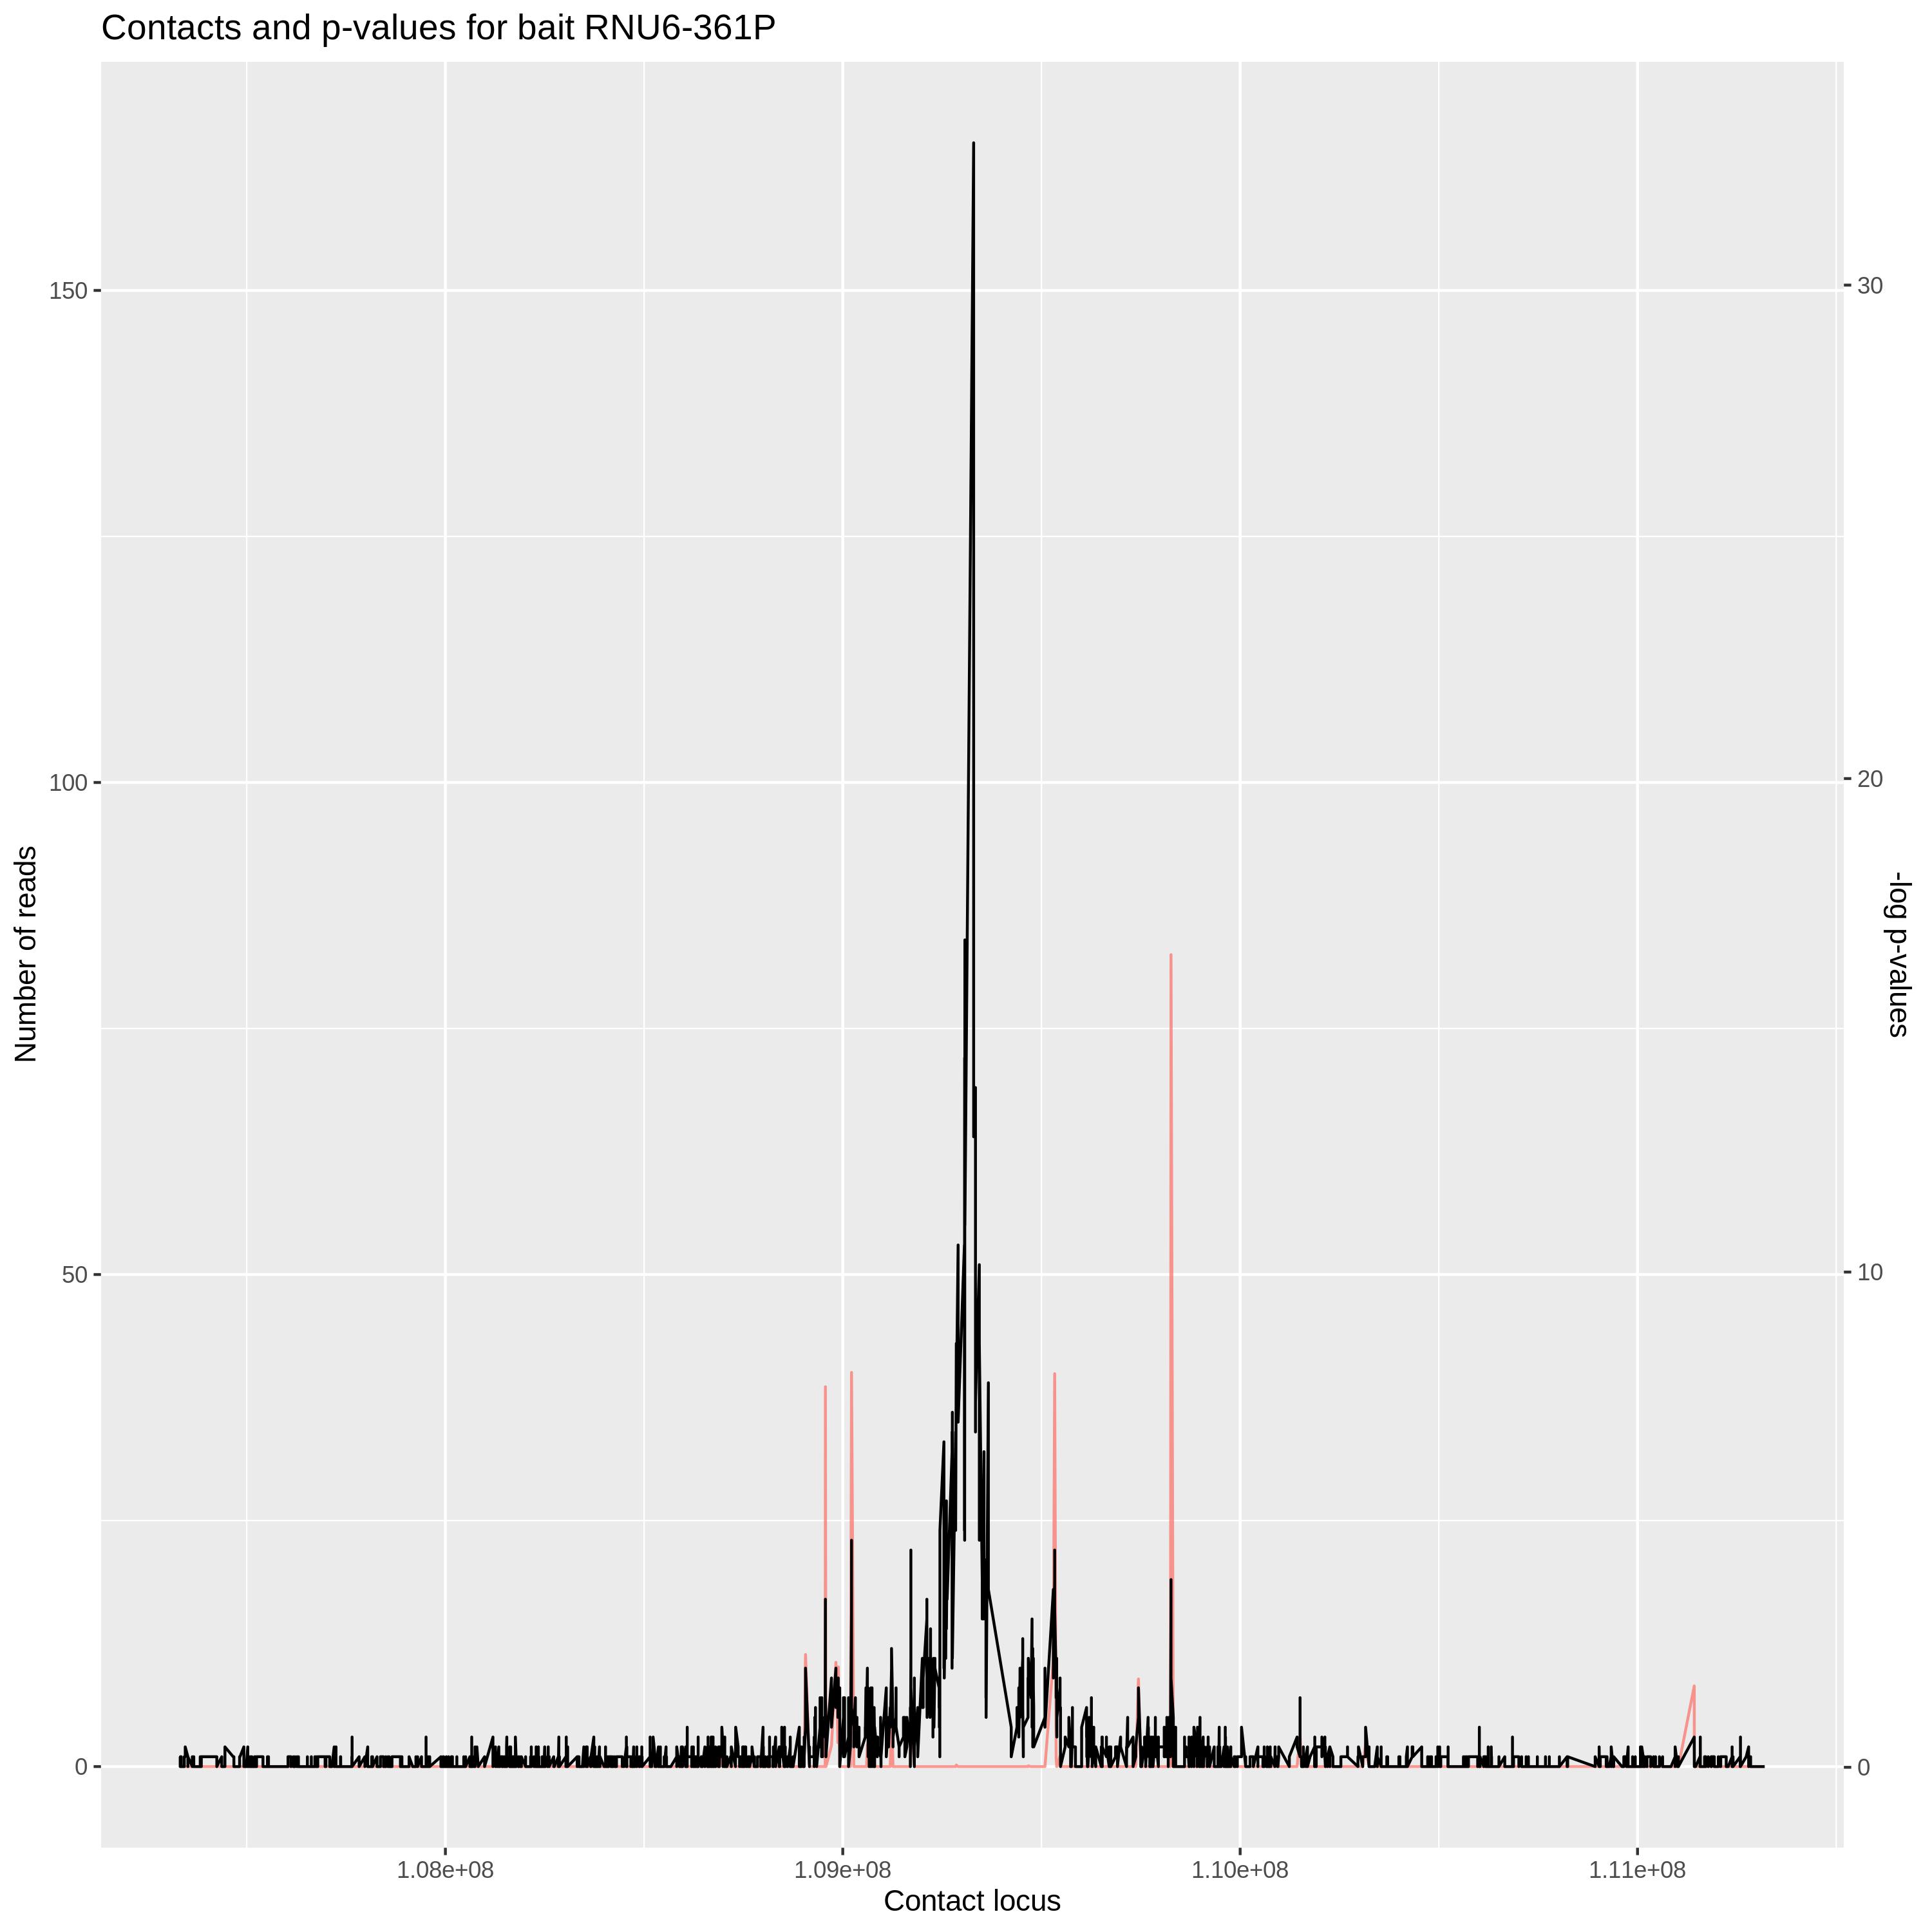 Contacts and p-values for bait RNU6-361P
150
100
50
0
Number of reads
30
20
10
0
-log p-values
1.08e+08
1.09e+08
1.10e+08
1.11e+08
Contact locus